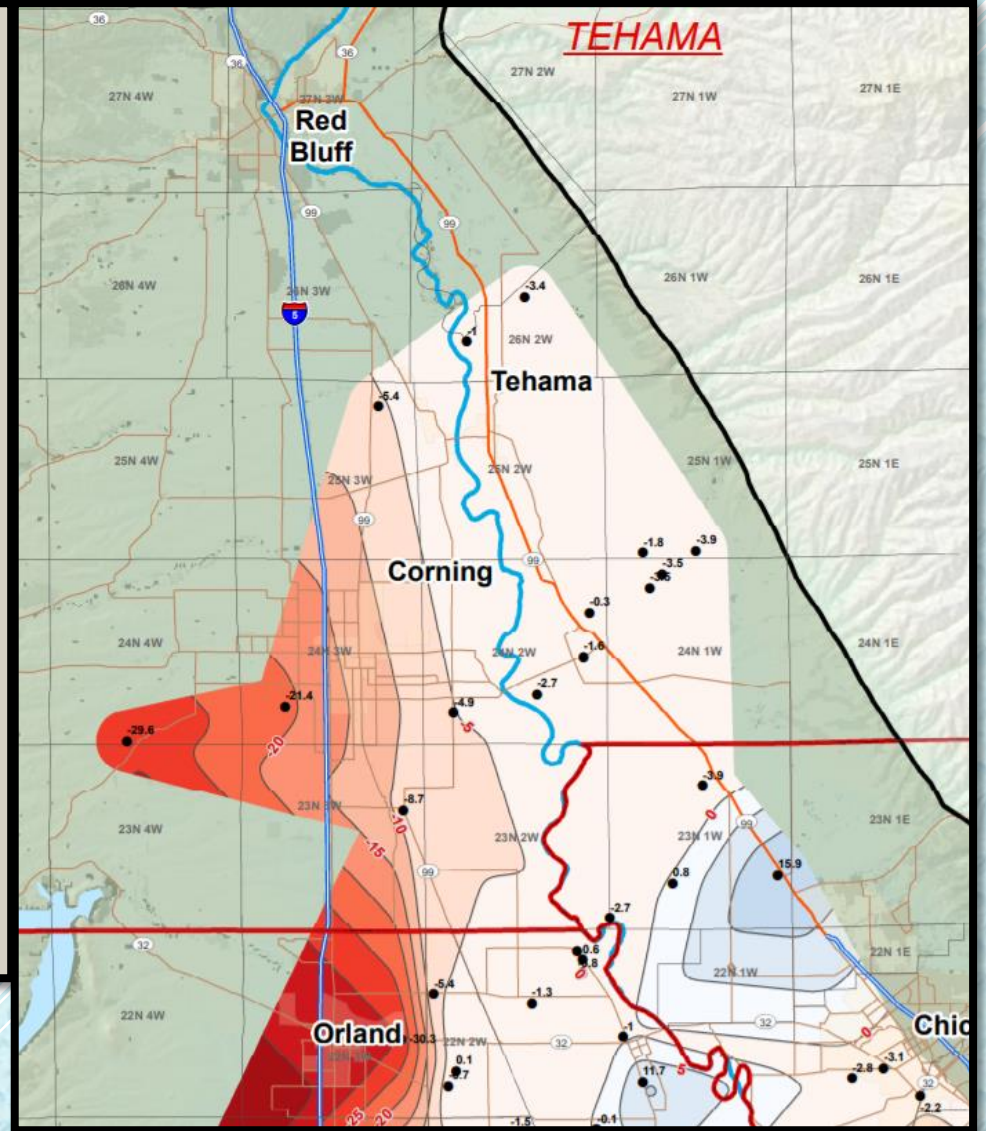 TEHAMA
36
36
36
27N 2W
27N 4W
27N 3W
27N 1W
27N 1E
Red
Bluff
99
99
26N 4W
26N 3W
26N 1W
26N 1E
-3.4
5
-1
26N 2W
Tehama
-5.4
25N 4W
25N 3W
25N 2W
25N 1W
25N 1E
99
-1.8
-3.9
99
-3.5
Corning
-0.3
24N 4W
24N 3W
24N 2W
-1.6
24N 1W
24N 1E
-21.4
-2.7
-4.9
-5
-29.6
-20
-3.9
23N 4W
-8.7
-10
23N 2W
0
23N 1W
99
23N 1E
-15
99
0.8
15.9
-2.7
32
0.6
0
22N 1W
22N 1E
22N 4W
-5.4
-1.3
32
0
Orland
-30.3
22N 2W
32
-1
Chic
0.1
11.7
5
-2.8
-3.1
32
-2.2
-25
-20
-1.5
-0.1